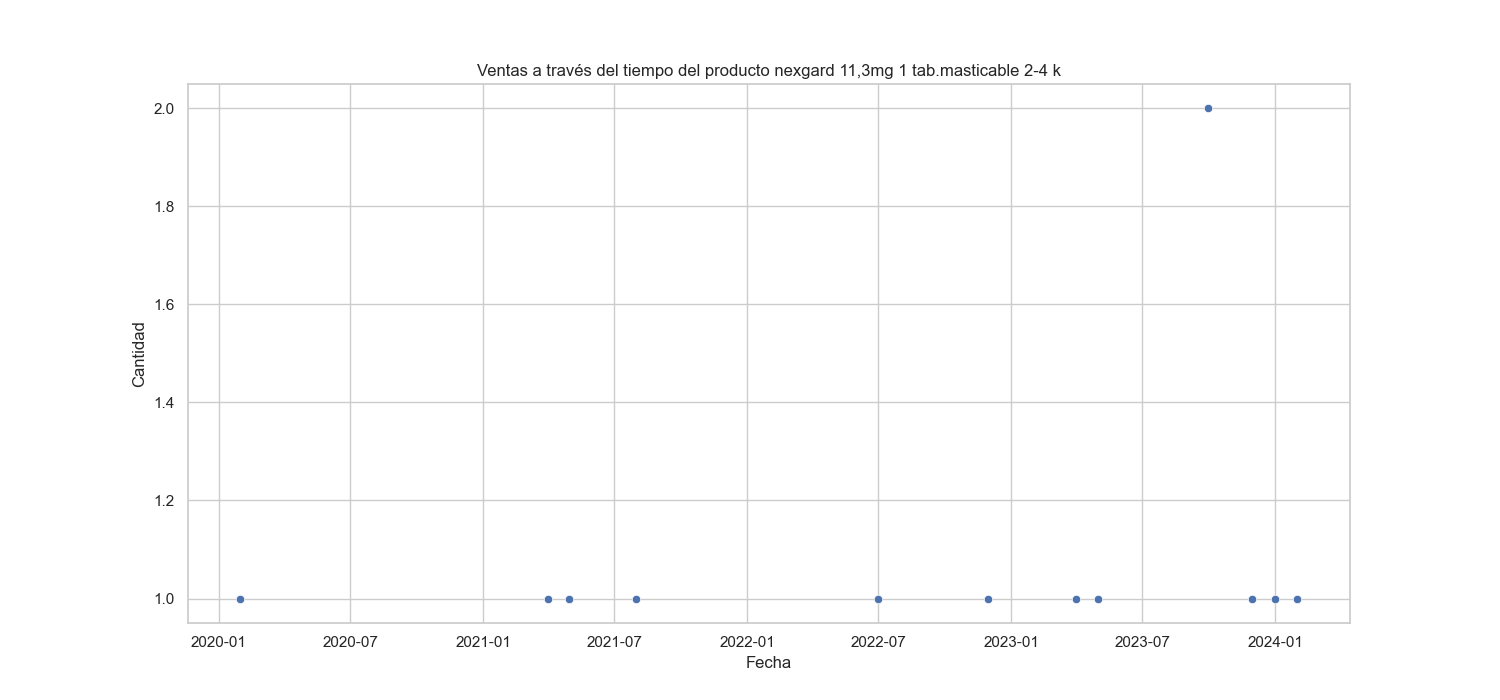 Ventas a través del tiempo del producto nexgard 11,3mg 1 tab.masticable 2-4 k
2.0
1.8
1.6
1.4
1.2
1.0
Cantidad
2020-01 2020-07 2021-01 2021-07 2022-01 2022-07 2023-01 2023-07 2024-01
Fecha